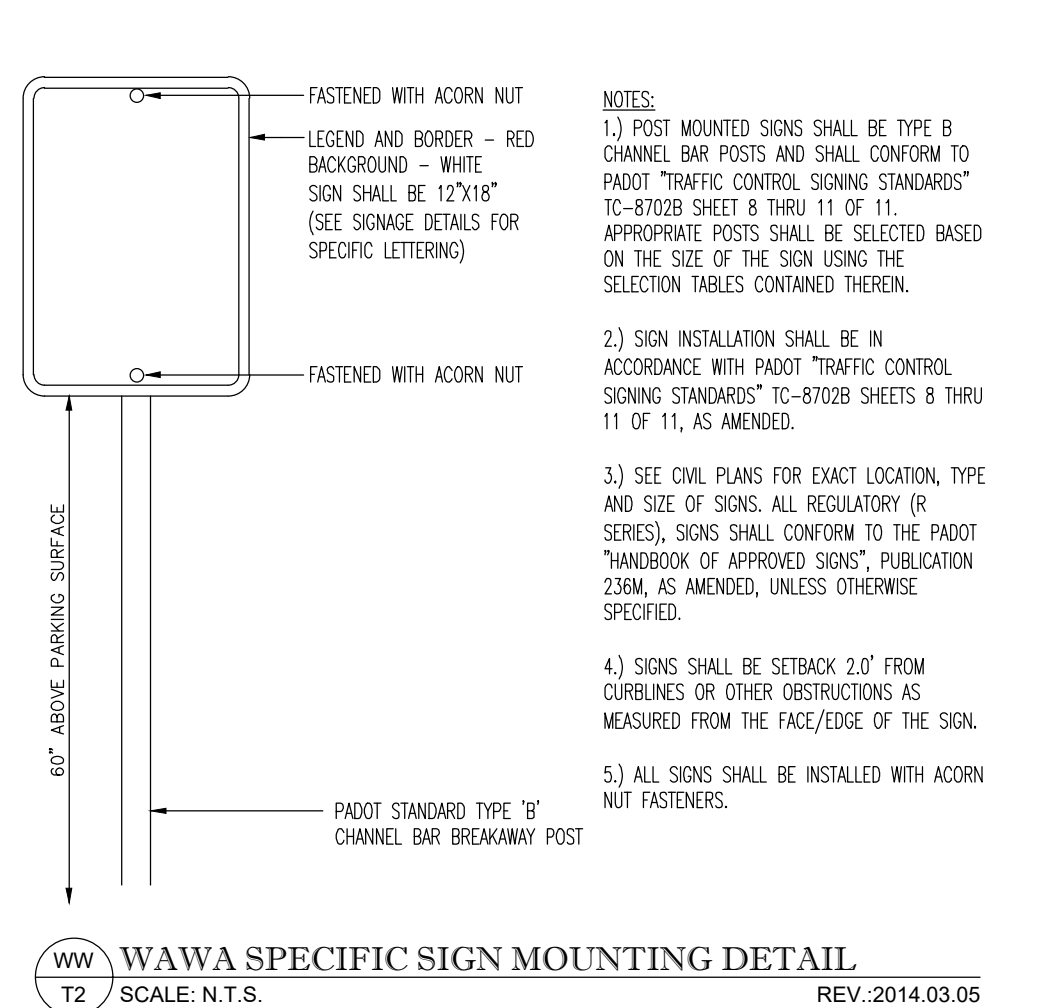 FASTENED WITH ACORN NUT
LEGEND AND BORDER – RED
BACKGROUND – WHITE
SIGN SHALL BE 12"X18"
(SEE SIGNAGE DETAILS FOR
SPECIFIC LETTERING)
FASTENED WITH ACORN NUT
60" ABOVE PARKING SURFACE
PADOT STANDARD TYPE 'B'
CHANNEL BAR BREAKAWAY POST
NOTES:
1.) POST MOUNTED SIGNS SHALL BE TYPE B
CHANNEL BAR POSTS AND SHALL CONFORM TO
PADOT "TRAFFIC CONTROL SIGNING STANDARDS"
TC-8702B SHEET 8 THRU 11 OF 11.
APPROPRIATE POSTS SHALL BE SELECTED BASED
ON THE SIZE OF THE SIGN USING THE
SELECTION TABLES CONTAINED THEREIN.
2.) SIGN INSTALLATION SHALL BE IN
ACCORDANCE WITH PADOT "TRAFFIC CONTROL
SIGNING STANDARDS" TC-8702B SHEETS 8 THRU
11 OF 11, AS AMENDED.
3.) SEE CIVIL PLANS FOR EXACT LOCATION, TYPE
AND SIZE OF SIGNS. ALL REGULATORY (R
SERIES), SIGNS SHALL CONFORM TO THE PADOT
"HANDBOOK OF APPROVED SIGNS", PUBLICATION
236M, AS AMENDED, UNLESS OTHERWISE
SPECIFIED.
4.) SIGNS SHALL BE SETBACK 2.0' FROM
CURBLINES OR OTHER OBSTRUCTIONS AS
MEASURED FROM THE FACE/EDGE OF THE SIGN.
5.) ALL SIGNS SHALL BE INSTALLED WITH ACORN
NUT FASTENERS.
WW
T2
WAWA SPECIFIC SIGN MOUNTING DETAIL
SCALE: N.T.S.
REV.:2014.03.05